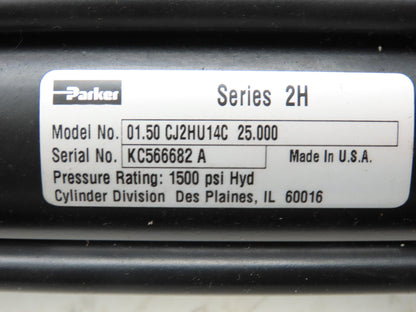 Parker Series 2H
Model No. 01.50 CJ2HU14C 25.000
Serial No. KC566682 A Made In U.S.A.
Pressure Rating: 1500 psi Hyd
Cylinder Division Des Plaines, IL 60016